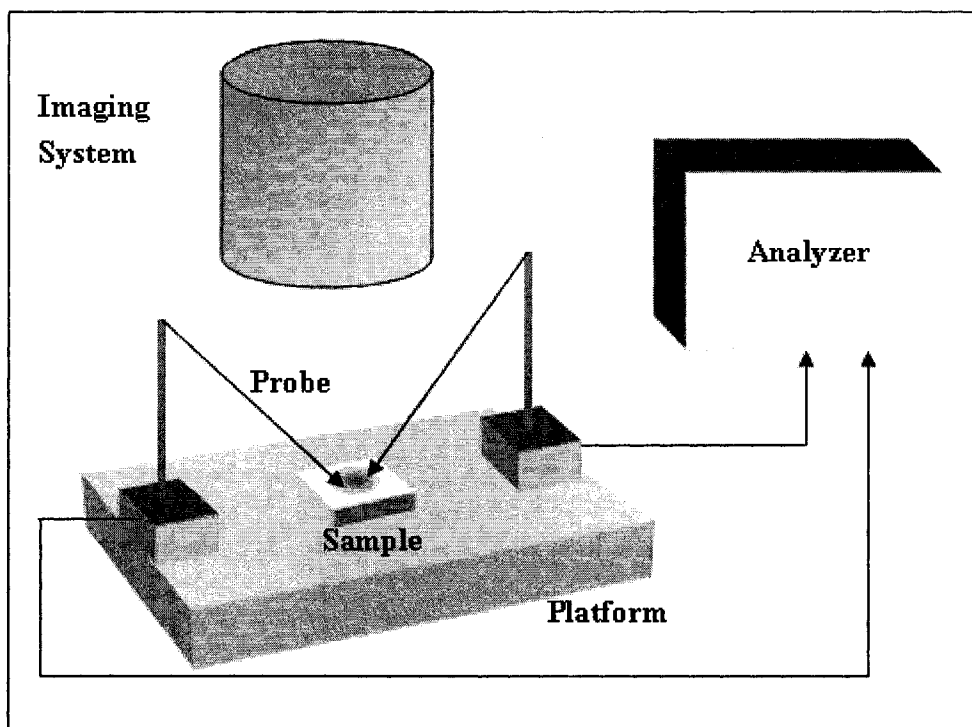 Imaging
System
Analyzer
Probe
Sample
Platform